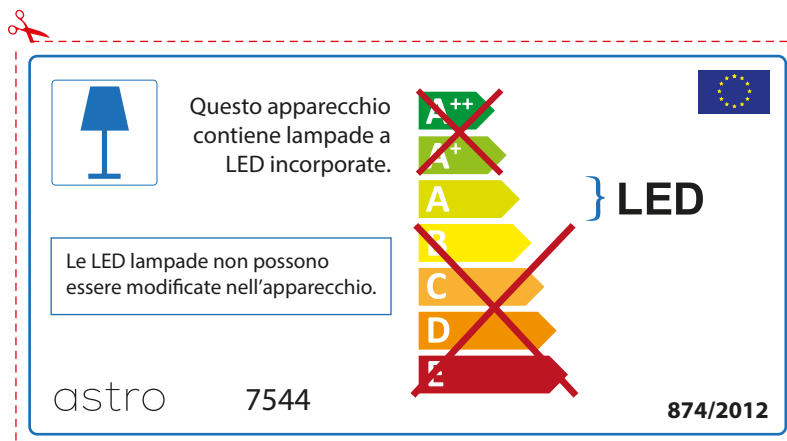 Questo apparecchio
contiene lampade a
LED incorporate.
A++
A+
A
B
C
D
E
LED
Le LED lampade non possono
essere modificate nell'apparecchio.
astro
7544
874/2012